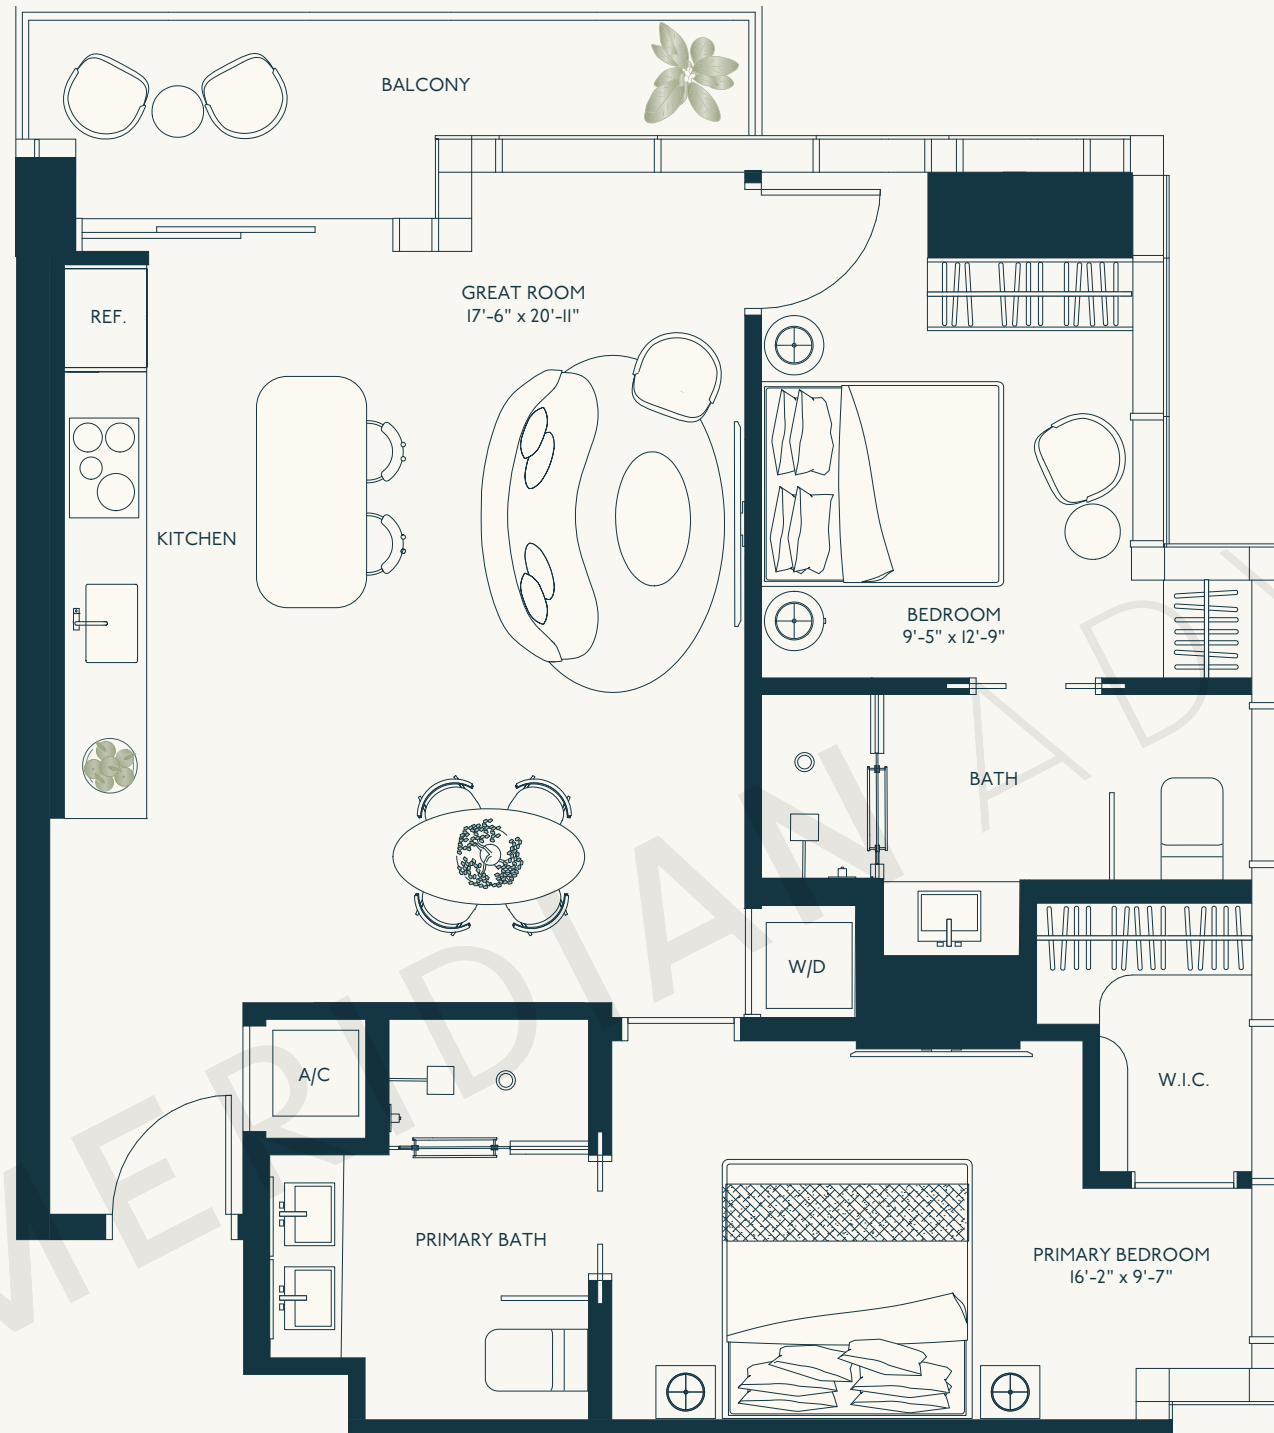 BALCONY
GREAT ROOM
17'-6" x 20'-11"
REF.
KITCHEN
BEDROOM
9'-5" x 12'-9"
BATH
W/D
A/C
W.I.C.
PRIMARY BATH
PRIMARY BEDROOM
16'-2" x 9'-7"
MERIDIAN ADV